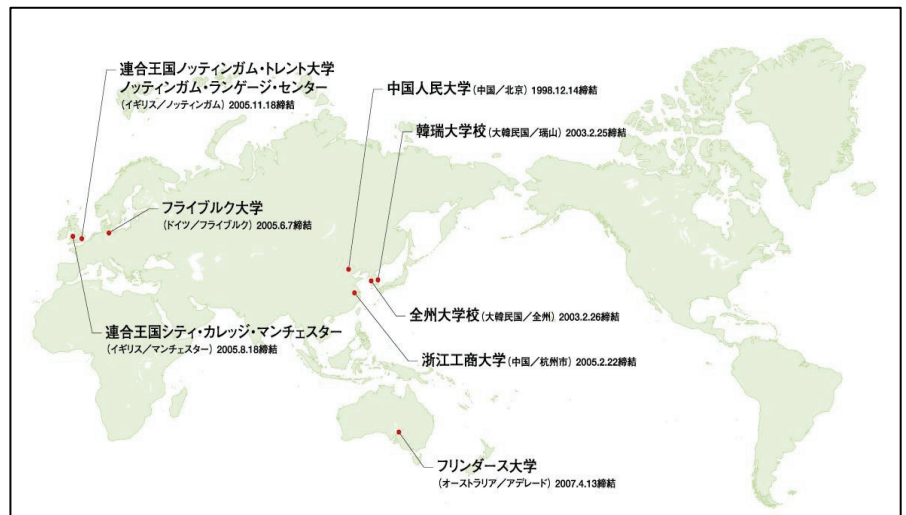 連合王国ノッティンガム・トレント大学
ノッティンガム・ランゲージ・センター
(イギリス/ノッティンガム) 2005.11.18締結
中国人民大学(中国/北京) 1998.12.14締結
韓瑞大学校(大韓民国/瑞山) 2003.2.25締結
フライブルク大学
(ドイツ/フライブルク) 2005.6.7締結
全州大学校(大韓民国/全州) 2003.2.26締結
連合王国シティ・カレッジ・マンチェスター
(イギリス/マンチェスター) 2005.8.18締結
浙江工商大学(中国/杭州市) 2005.2.22締結
フリンダース大学
(オーストラリア/アデレード) 2007.4.13締結